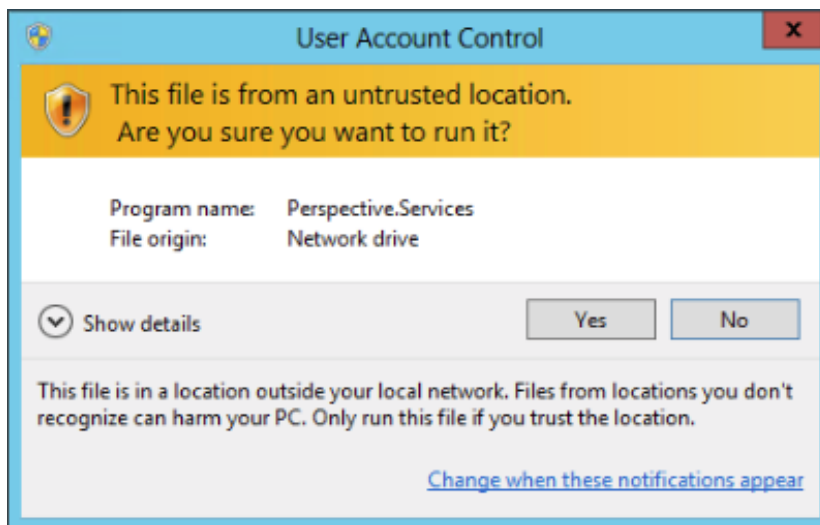 User Account Control
x
This file is from an untrusted location.
Are you sure you want to run it?
Program name: Perspective.Services
File origin: Network drive
Show details
Yes No
This file is in a location outside your local network. Files from locations you don't
recognize can harm your PC. Only run this file if you trust the location.
Change when these notifications appear